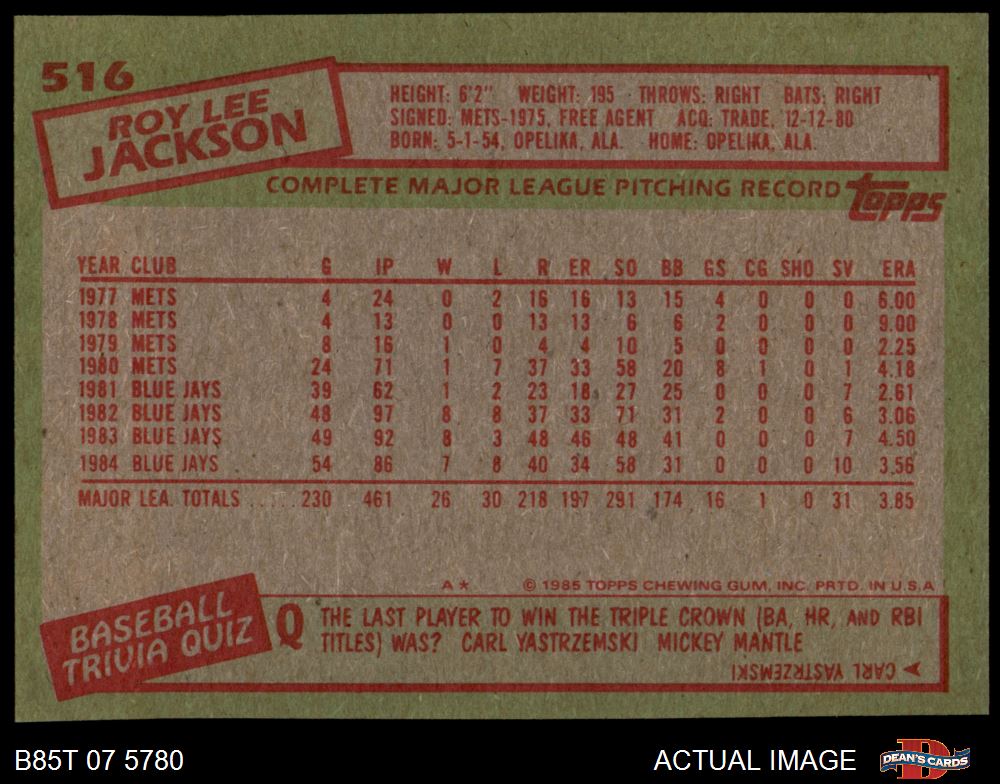 516
ROY LEE
JACKSON
HEIGHT: 6'2" WEIGHT: 195 THROWS: RIGHT BATS: RIGHT
SIGNED: METS-1975, FREE AGENT ACQ: TRADE, 12-12-80
BORN: 5-1-54, OPELIKA, ALA. HOME: OPELIKA, ALA.
COMPLETE MAJOR LEAGUE PITCHING RECORD topps
YEAR CLUB G IP W L R ER SO BB GS CG SHO SV ERA
1977 METS 4 24 0 2 16 16 13 15 4 0 0 0 6.00
1978 METS 4 13 0 0 13 13 6 6 2 0 0 0 9.00
1979 METS 8 16 1 0 4 4 10 5 0 0 0 0 2.25
1980 METS 24 71 1 7 37 33 58 20 8 1 0 1 4.18
1981 BLUE JAYS 39 62 1 2 23 18 27 25 0 0 0 7 2.61
1982 BLUE JAYS 48 97 8 8 37 33 71 31 2 0 0 6 3.06
1983 BLUE JAYS 49 92 8 3 48 46 48 41 0 0 0 7 4.50
1984 BLUE JAYS 54 86 7 8 40 34 58 31 0 0 0 10 3.56
MAJOR LEA. TOTALS ..... 230 461 26 30 218 197 291 174 16 1 0 31 3.85
A* © 1985 TOPPS CHEWING GUM, INC. PRTD. IN U.S.A
BASEBALL
TRIVIA QUIZ
Q THE LAST PLAYER TO WIN THE TRIPLE CROWN (BA, HR, AND RBI
TITLES) WAS? CARL YASTRZEMSKI MICKEY MANTLE
CARL YASTRZEMSKI
B85T 07 5780 ACTUAL IMAGE DEAN'S CARDS